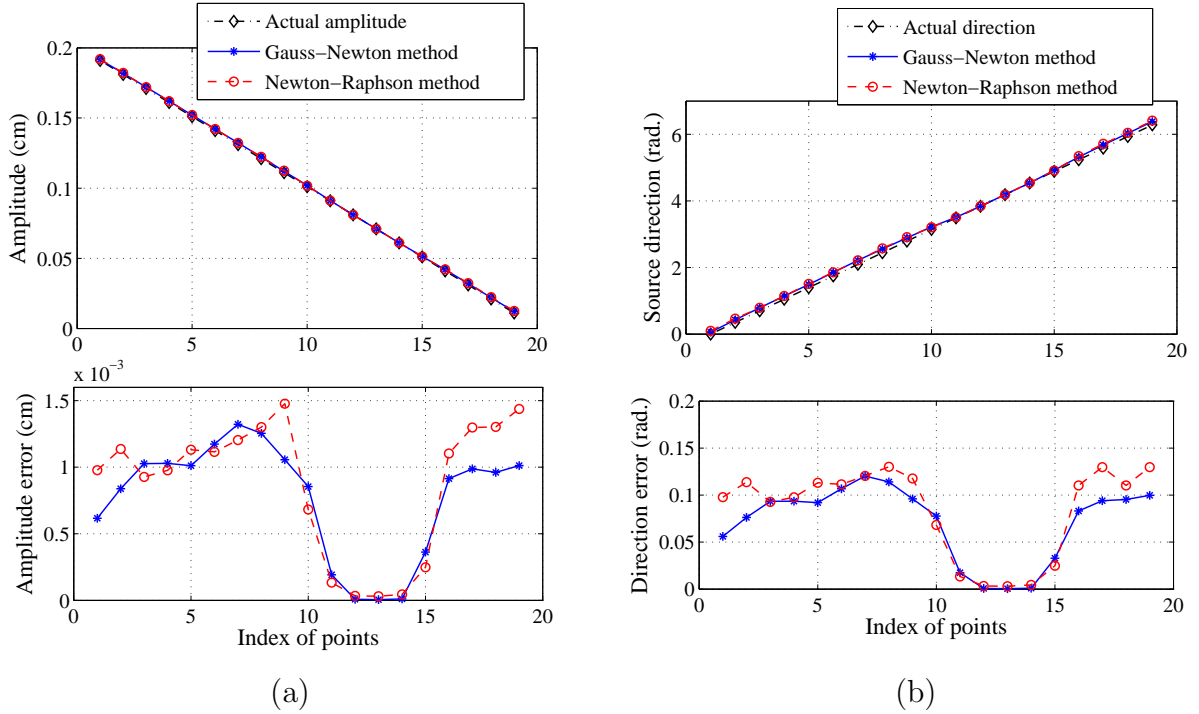 Actual amplitude
Gauss−Newton method
Newton−Raphson method
Amplitude (cm)
0.2
0.15
0.1
0.05
0
0 5 10 15 20
x 10⁻³
Amplitude error (cm)
1.5
1
0.5
0
0 5 10 15 20
Index of points
(a)
Actual direction
Gauss−Newton method
Newton−Raphson method
Source direction (rad.)
6
4
2
0
0 5 10 15 20
Direction error (rad.)
0.2
0.15
0.1
0.05
0
0 5 10 15 20
Index of points
(b)